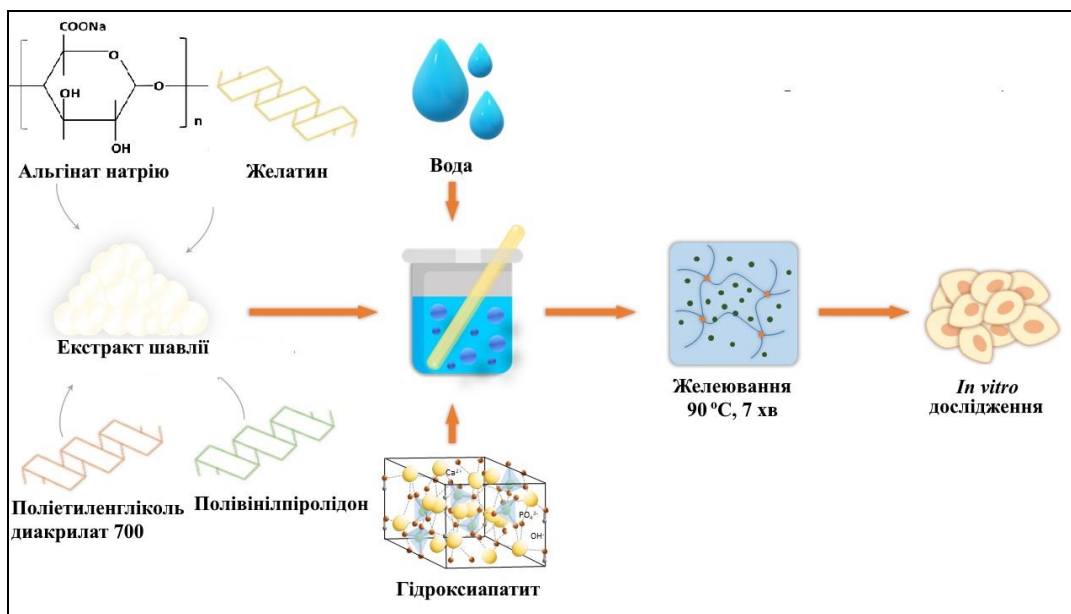 COONa
O
O
OH
OH
n
Альгінат натрію
Желатин
Вода
Екстракт шавлії
Желеювання
90 ⁰С, 7 хв
In vitro
дослідження
Поліетиленгліколь
диакрилат 700
Полівінілпіролідон
Ca²⁺
PO₄³⁻
OH⁻
Гідроксиапатит